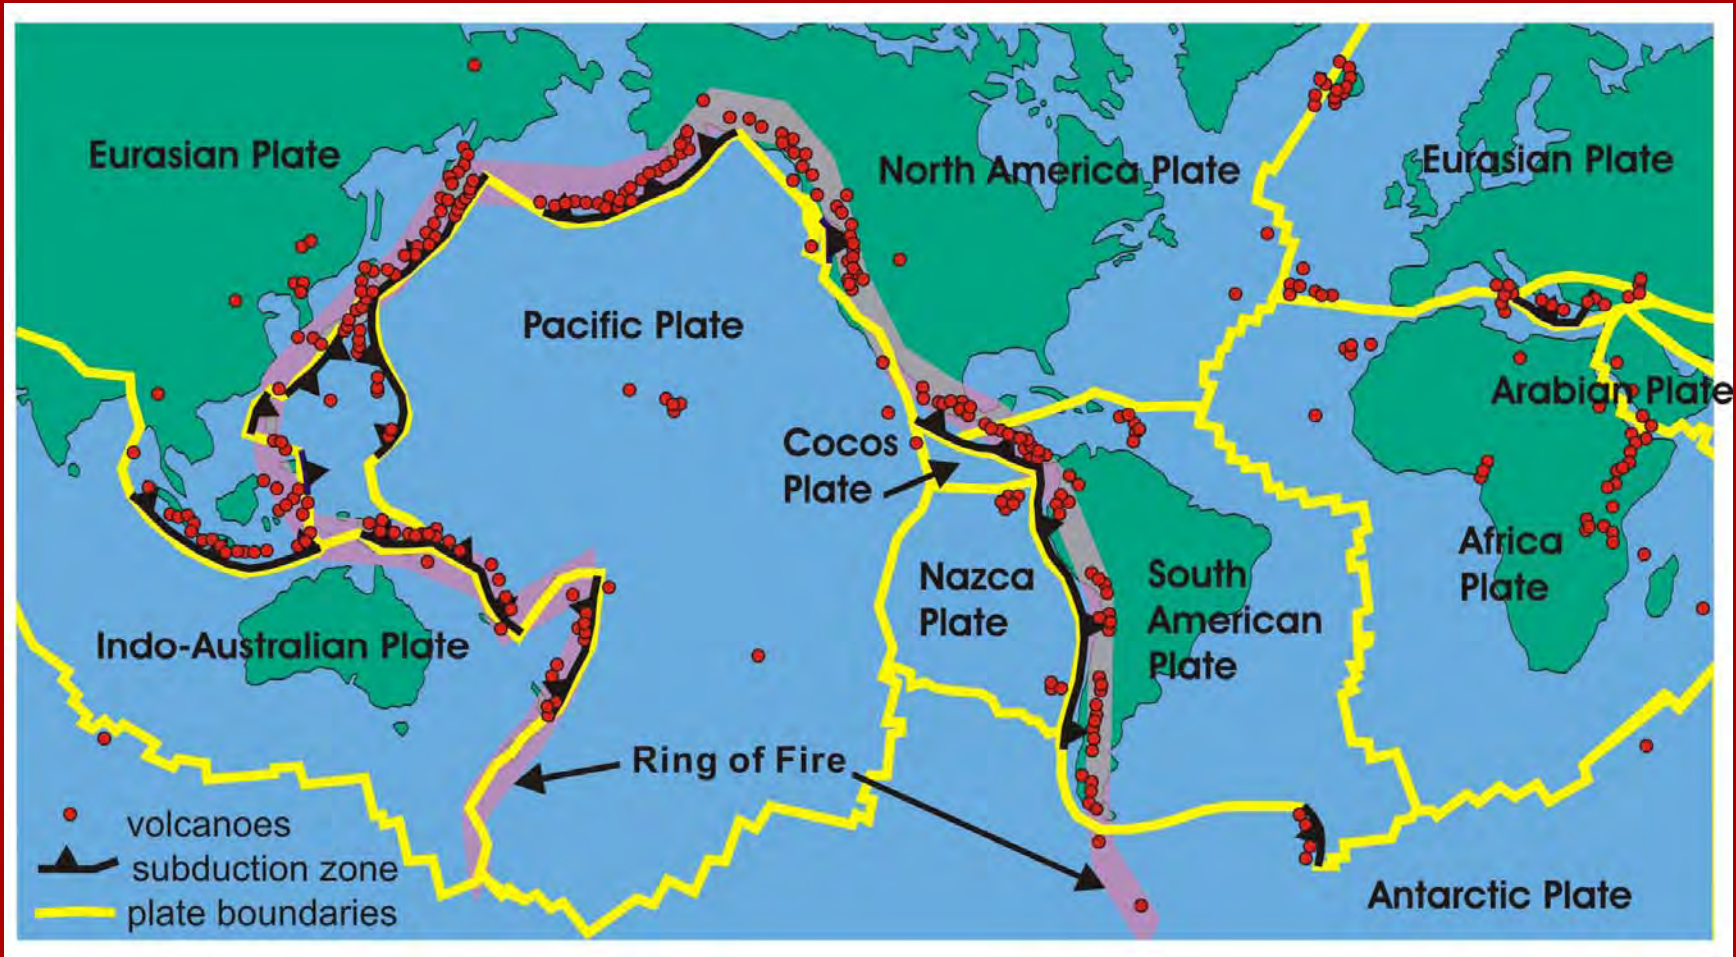 Eurasian Plate
North America Plate
Eurasian Plate
Pacific Plate
Arabian Plate
Cocos
Plate
Africa
Plate
Nazca
Plate
South
American
Plate
Indo-Australian Plate
Ring of Fire
volcanoes
subduction zone
plate boundaries
Antarctic Plate